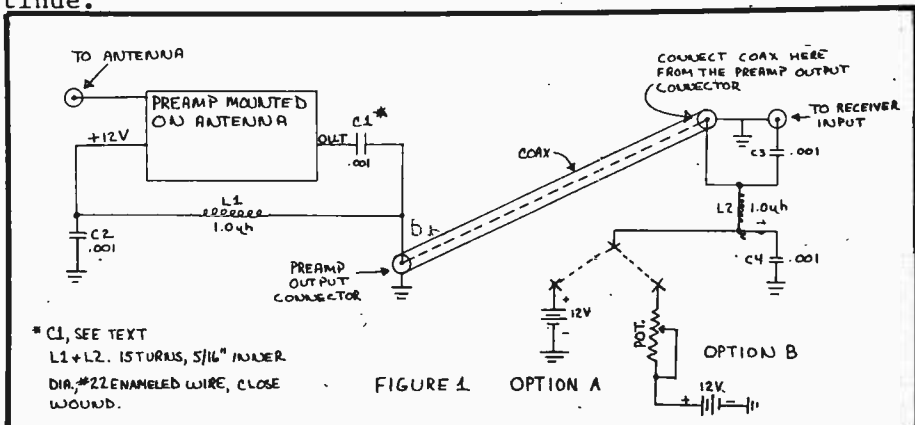 tinue.
TO ANTENNA
PREAMP MOUNTED
ON ANTENNA
+12V
OUT
C1*
.001
L1
1.0uh
C2
.001
PREAMP
OUTPUT
CONNECTOR
COAX
CONNECT COAX HERE
FROM THE PREAMP OUTPUT
CONNECTOR
TO RECEIVER
INPUT
C3 .001
L2 1.0uh
C4 .001
+
12V
-
POT.
OPTION B
12V.
+ -
* C1, SEE TEXT
L1+L2. 15 TURNS, 5/16" INNER
DIA., #22 ENAMELED WIRE, CLOSE
WOUND.
FIGURE 1 OPTION A